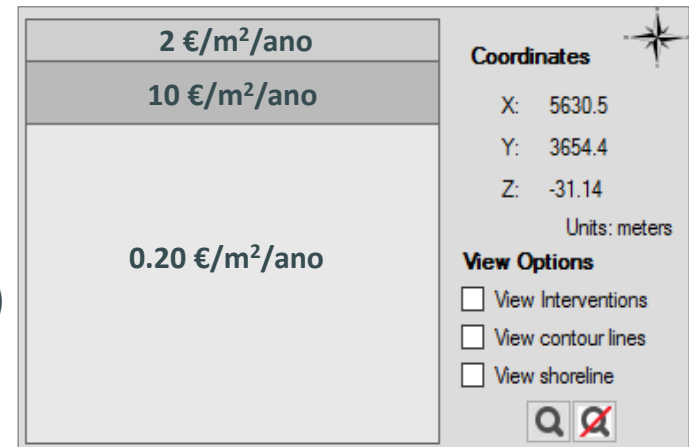 2 €/m²/ano
10 €/m²/ano
0.20 €/m²/ano
Coordinates
X: 5630.5
Y: 3654.4
Z: -31.14
Units: meters
View Options
View Interventions
View contour lines
View shoreline